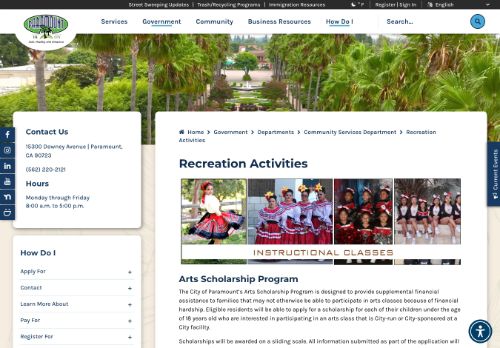 Street Sweeping Updates | Trash/Recycling Programs | Immigration Resources
°F
Register | Sign In
English
PARAMOUNT
Services
Government
Community
Business Resources
How Do I
Search...
Contact Us
15300 Downey Avenue | Paramount,
CA 90723
(562) 220-2121
Hours
Monday through Friday
8:00 a.m. to 5:00 p.m.
How Do I
Apply For +
Contact +
Learn More About +
Pay For +
Register For +
Home > Government > Departments > Community Services Department > Recreation
Activities
Recreation Activities
INSTRUCTIONAL CLASSES
Arts Scholarship Program
The City of Paramount's Arts Scholarship Program is designed to provide supplemental financial
assistance to families that may not otherwise be able to participate in arts classes because of financial
hardship. Eligible residents will be able to apply for a scholarship for each of their children under the age
of 18 years old who are interested in participating in an arts class that is City-run or City-sponsored at a
City facility.
Scholarships will be awarded on a sliding scale. All information submitted as part of the application will
Current Events